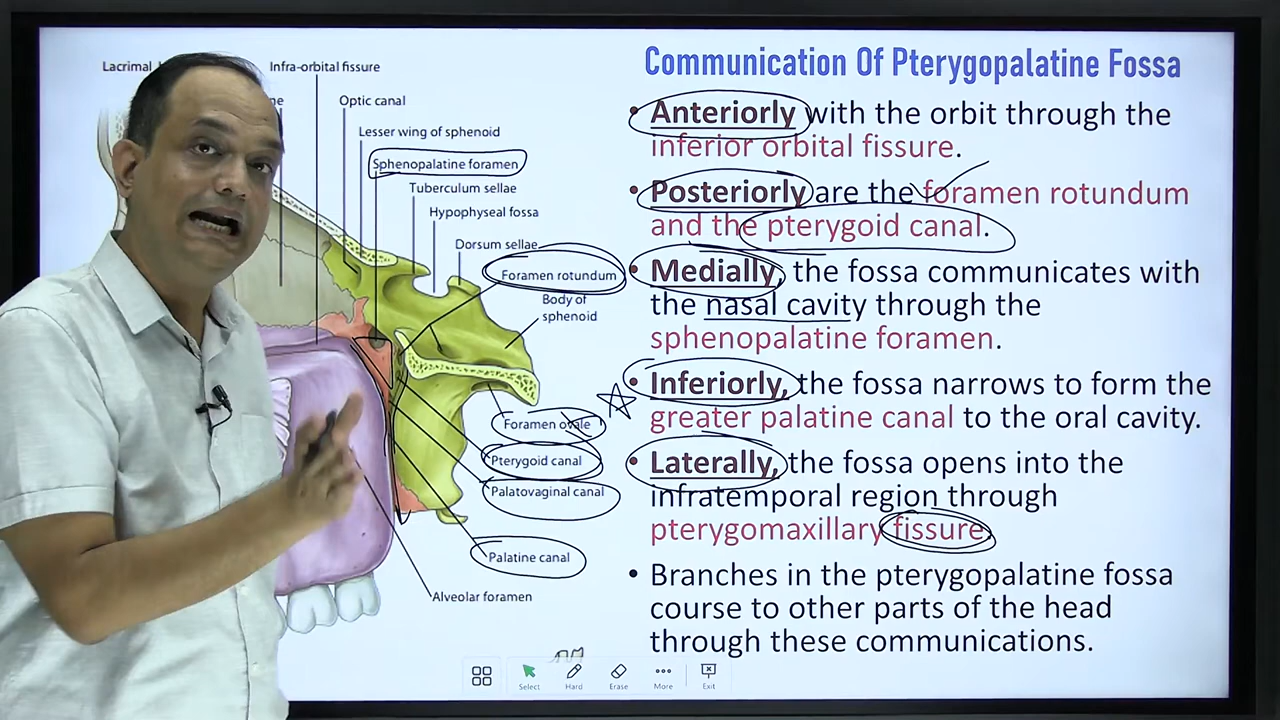 Communication Of Pterygopalatine Fossa
• Anteriorly with the orbit through the
inferior orbital fissure.
• Posteriorly are the foramen rotundum
and the pterygoid canal.
• Medially, the fossa communicates with
the nasal cavity through the
sphenopalatine foramen.
• Inferiorly, the fossa narrows to form the
greater palatine canal to the oral cavity.
• Laterally, the fossa opens into the
infratemporal region through
pterygomaxillary fissure.
• Branches in the pterygopalatine fossa
course to other parts of the head
through these communications.
Lacrimal
Infra-orbital fissure
Optic canal
Lesser wing of sphenoid
Sphenopalatine foramen
Tuberculum sellae
Hypophyseal fossa
Dorsum sellae
Foramen rotundum
Body of
sphenoid
Foramen ovale
Pterygoid canal
Palatovaginal canal
Palatine canal
Alveolar foramen
Select
Hard
Erase
More
Exit